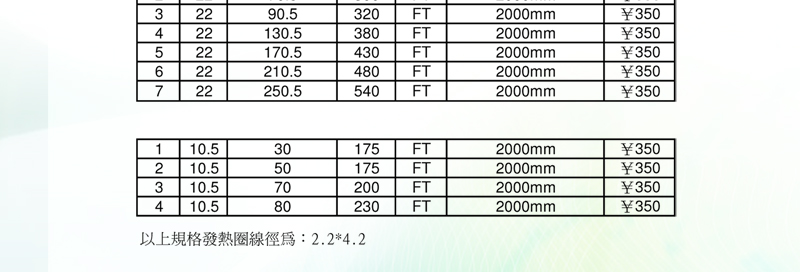 3 22 90.5 320 FT 2000mm ￥350
4 22 130.5 380 FT 2000mm ￥350
5 22 170.5 430 FT 2000mm ￥350
6 22 210.5 480 FT 2000mm ￥350
7 22 250.5 540 FT 2000mm ￥350
1 10.5 30 175 FT 2000mm ￥350
2 10.5 50 175 FT 2000mm ￥350
3 10.5 70 200 FT 2000mm ￥350
4 10.5 80 230 FT 2000mm ￥350
以上規格發熱圈線徑爲：2.2*4.2